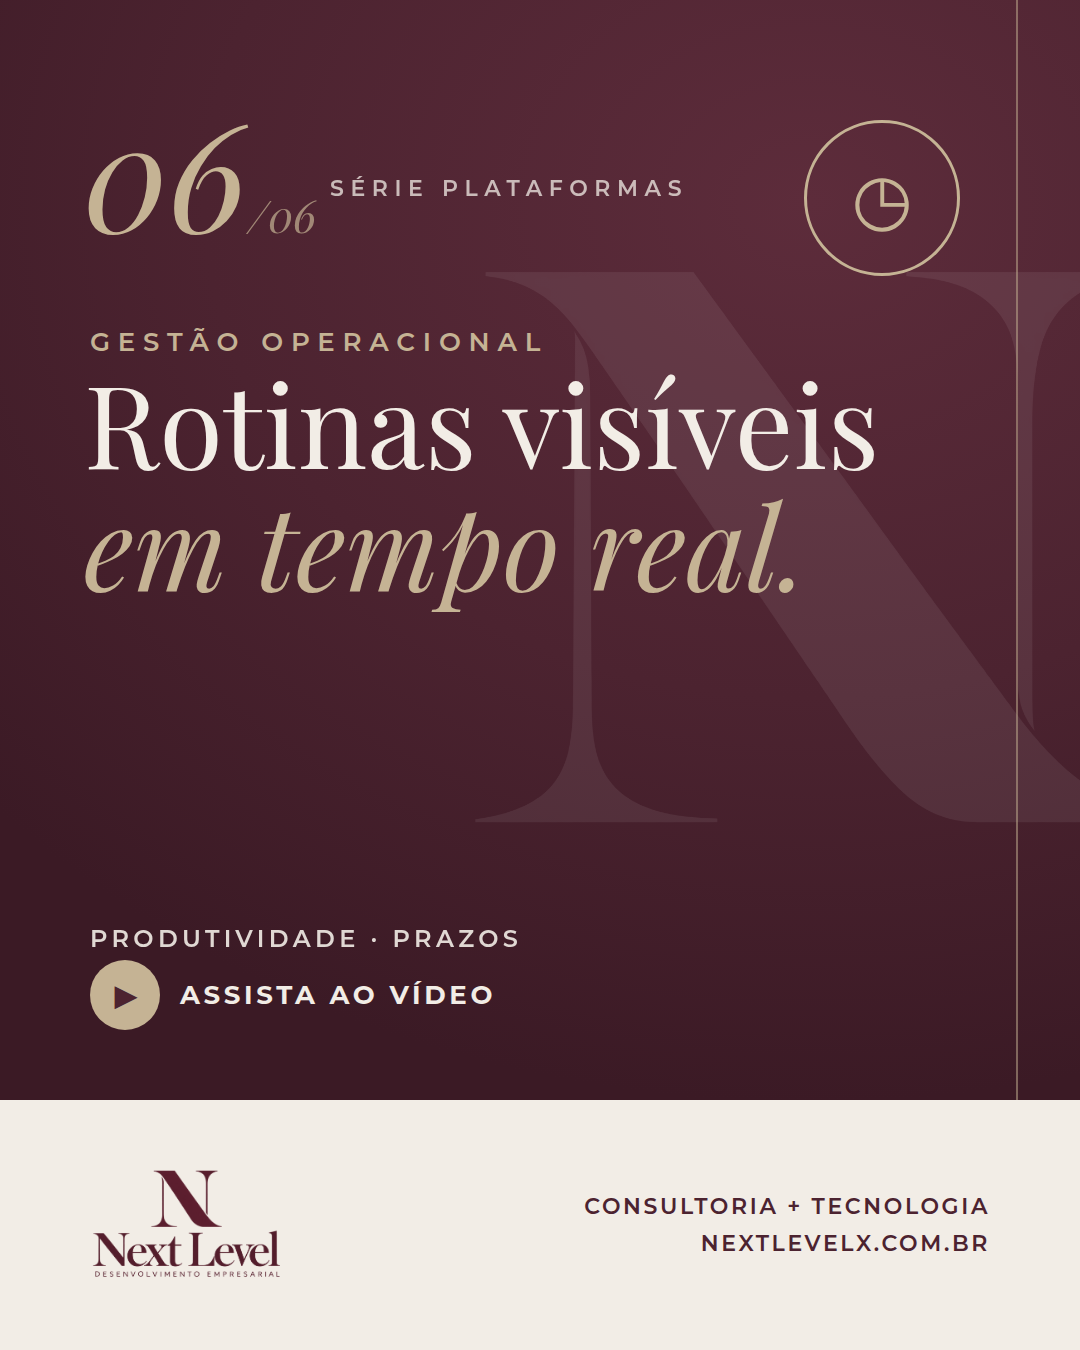 06/06 SÉRIE PLATAFORMAS
GESTÃO OPERACIONAL
Rotinas visíveis
em tempo real.
PRODUTIVIDADE · PRAZOS
ASSISTA AO VÍDEO
N
Next Level
DESENVOLVIMENTO EMPRESARIAL
CONSULTORIA + TECNOLOGIA
NEXTLEVELX.COM.BR